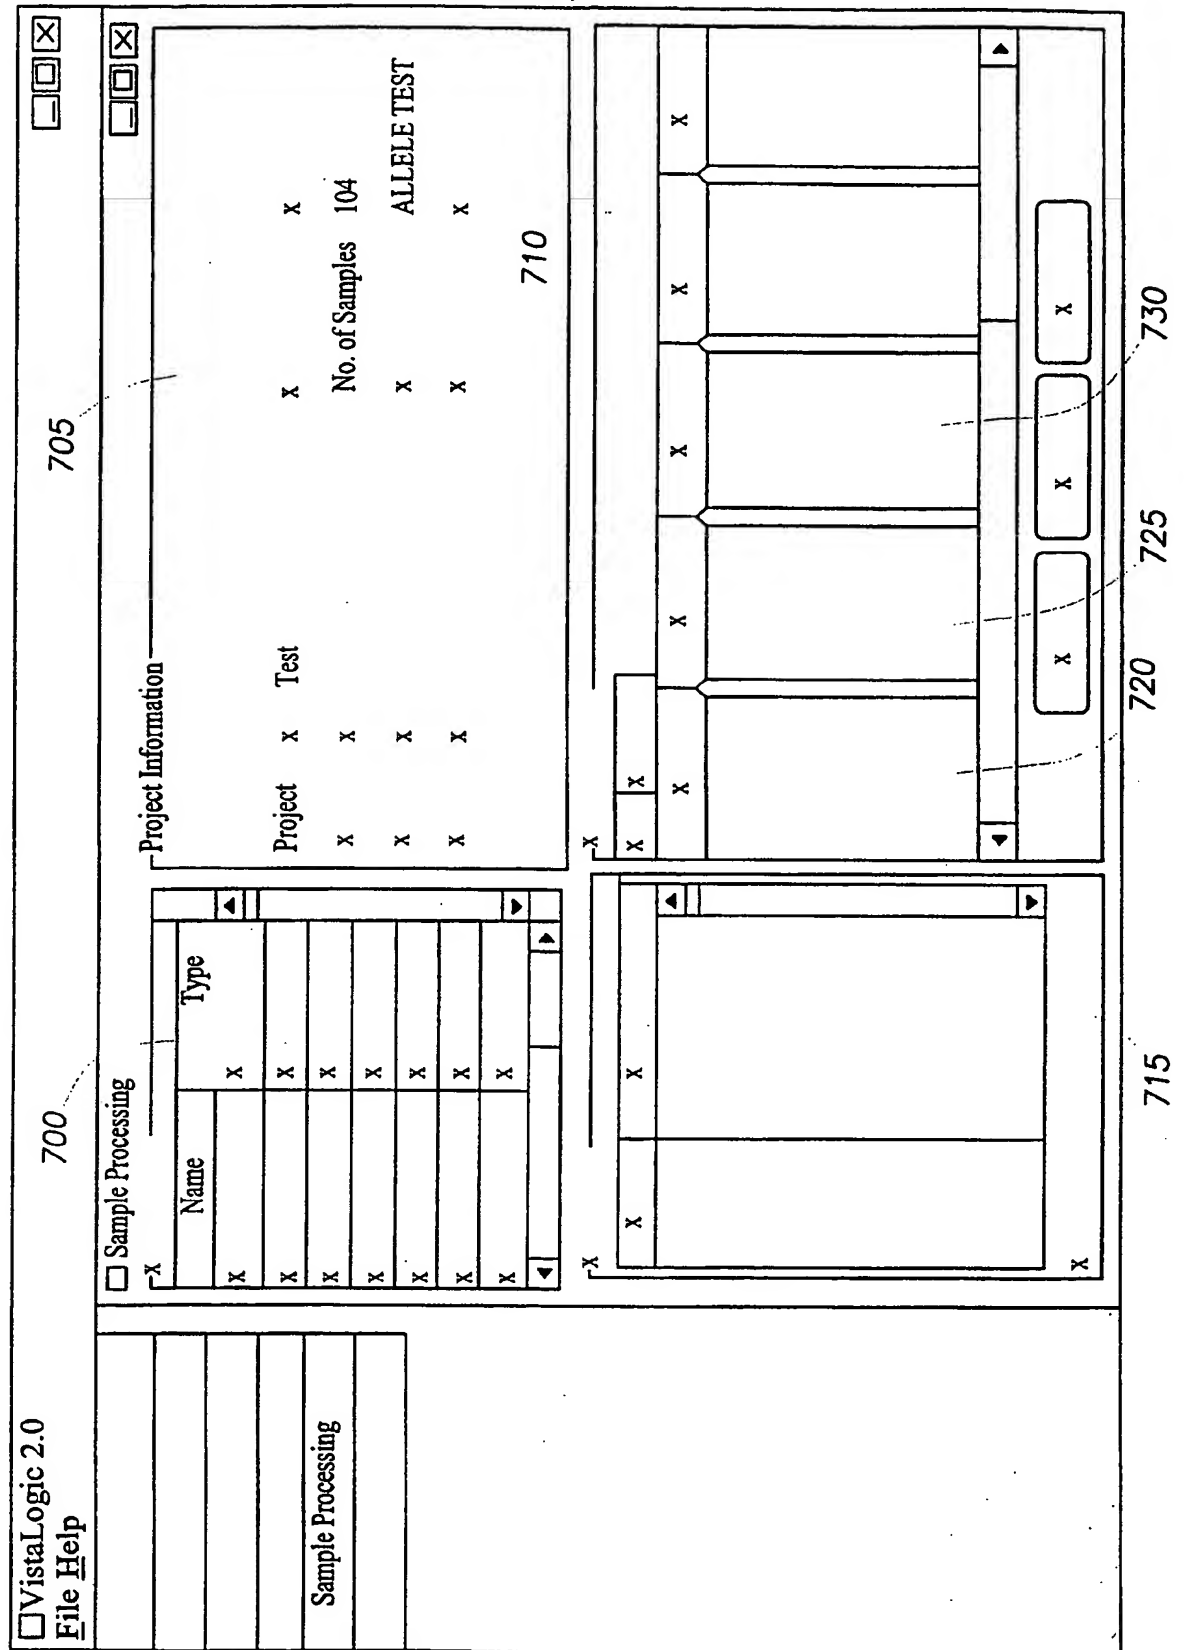 VistaLogic 2.0
File Help
700 705
Sample Processing
Sample Processing
X
Name Type
X X
X X
X X
X X
X X
X X
X X
Project Information
Project X Test X X
X X No. of Samples 104
X X X ALLELE TEST
X X X X
710
X
X X
X
X
X X
X X X X X
X X X
715 720 725 730